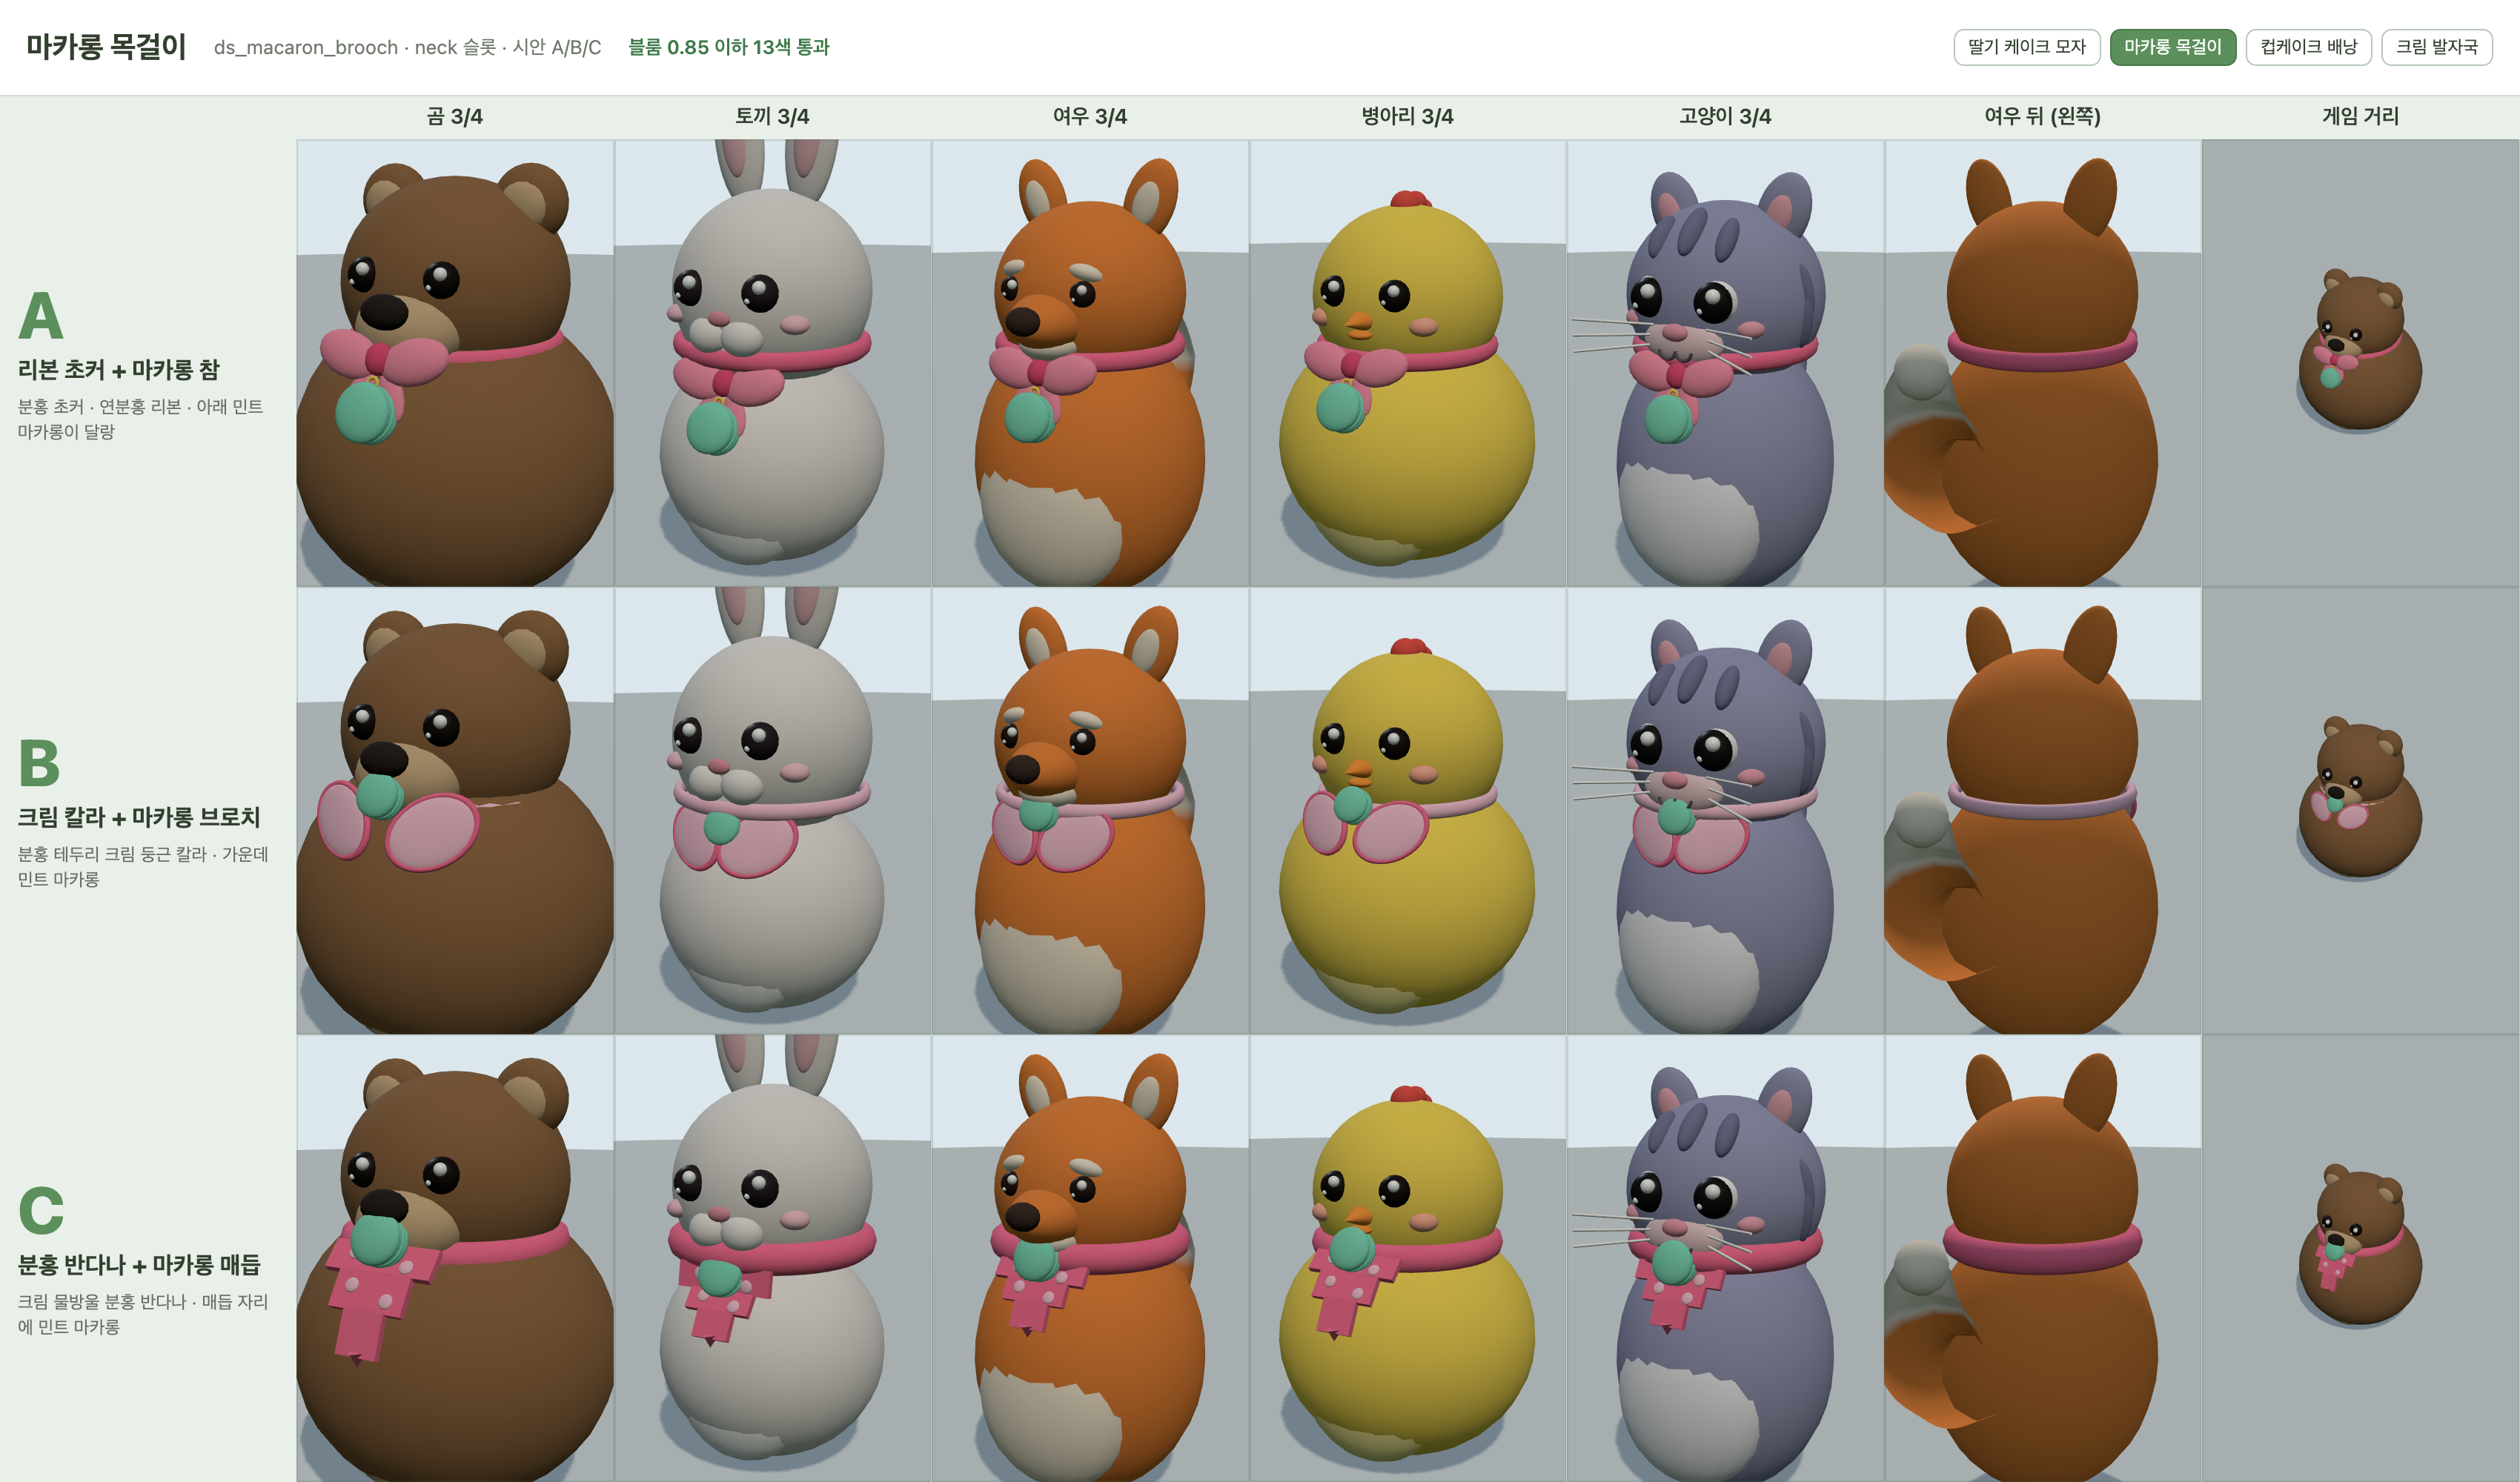 마카롱 목걸이 ds_macaron_brooch · neck 슬롯 · 시안 A/B/C 블룸 0.85 이하 13색 통과 딸기 케이크 모자 마카롱 목걸이 컵케이크 배낭 크림 발자국
곰 3/4 토끼 3/4 여우 3/4 병아리 3/4 고양이 3/4 여우 뒤 (왼쪽) 게임 거리
A
리본 초커 + 마카롱 참
분홍 초커 · 연분홍 리본 · 아래 민트
마카롱이 달랑
B
크림 칼라 + 마카롱 브로치
분홍 테두리 크림 둥근 칼라 · 가운데
민트 마카롱
C
분홍 반다나 + 마카롱 매듭
크림 물방울 분홍 반다나 · 매듭 자리
에 민트 마카롱